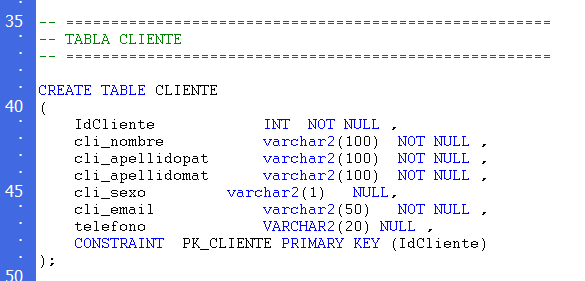 35 -- ======================================================
-- TABLA CLIENTE
-- ======================================================
CREATE TABLE CLIENTE
40 (
IdCliente INT NOT NULL ,
cli_nombre varchar2(100) NOT NULL ,
cli_apellidopat varchar2(100) NOT NULL ,
cli_apellidomat varchar2(100) NOT NULL ,
45 cli_sexo varchar2(1) NULL,
cli_email varchar2(50) NOT NULL ,
telefono VARCHAR2(20) NULL ,
CONSTRAINT PK_CLIENTE PRIMARY KEY (IdCliente)
);
50